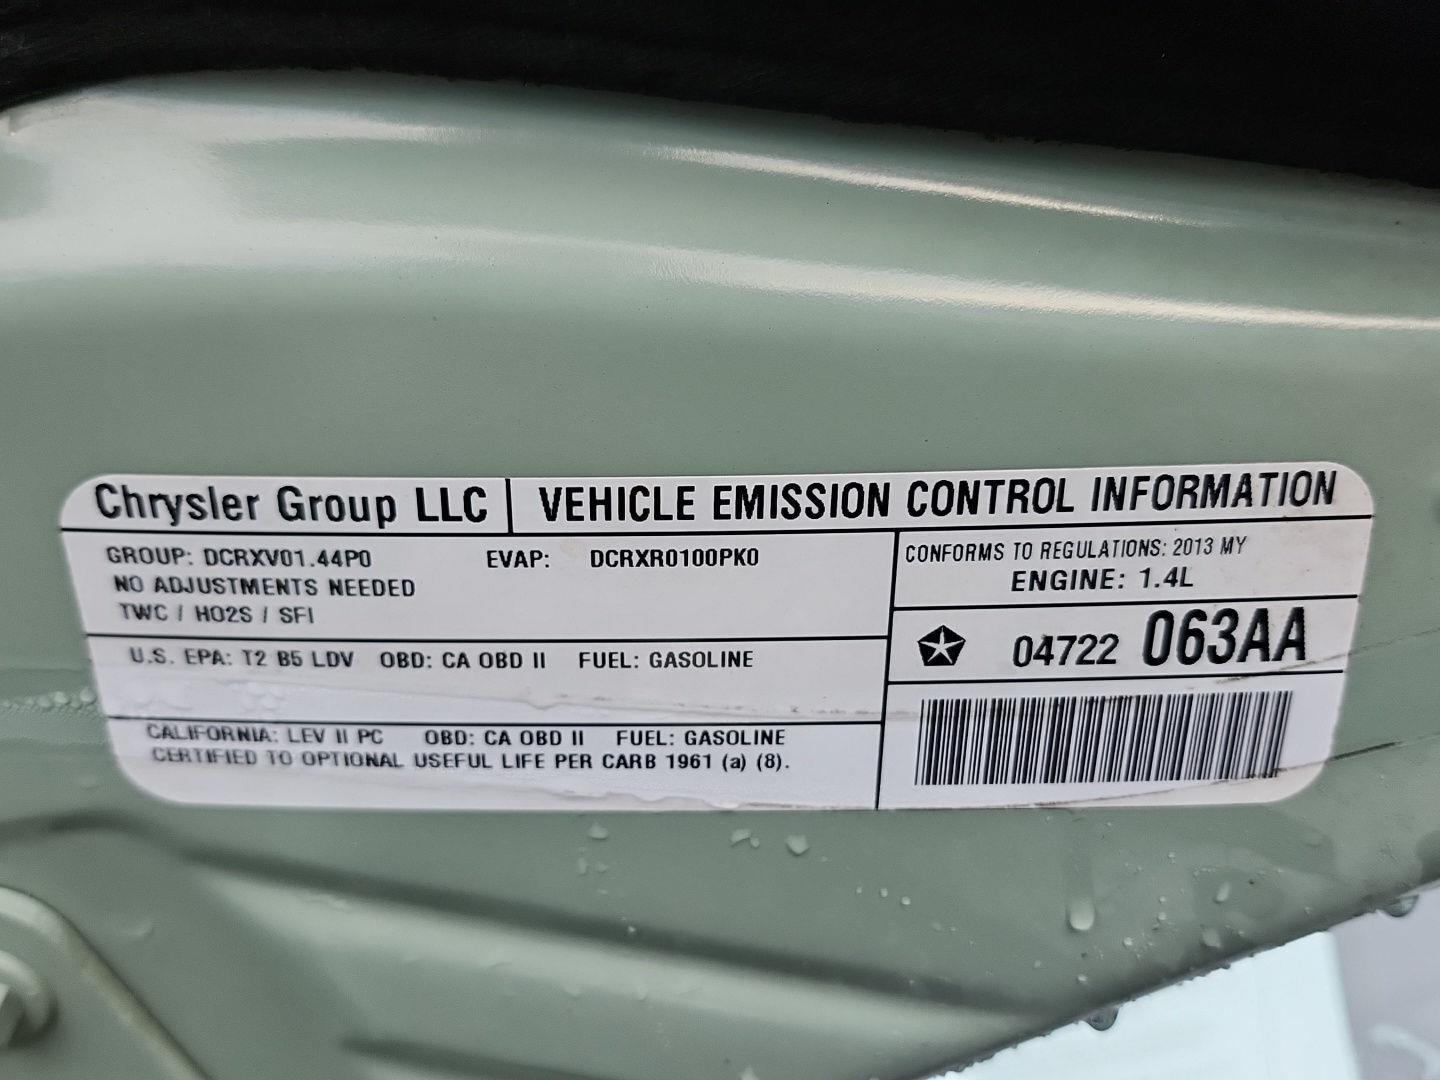 Chrysler Group LLC VEHICLE EMISSION CONTROL INFORMATION
GROUP: DCRXV01.44P0 EVAP: DCRXR0100PK0
NO ADJUSTMENTS NEEDED
TWC / HO2S / SFI
U.S. EPA: T2 B5 LDV OBD: CA OBD II FUEL: GASOLINE
CALIFORNIA: LEV II PC OBD: CA OBD II FUEL: GASOLINE
CERTIFIED TO OPTIONAL USEFUL LIFE PER CARB 1961 (a) (8).
CONFORMS TO REGULATIONS: 2013 MY
ENGINE: 1.4L
04722 063AA